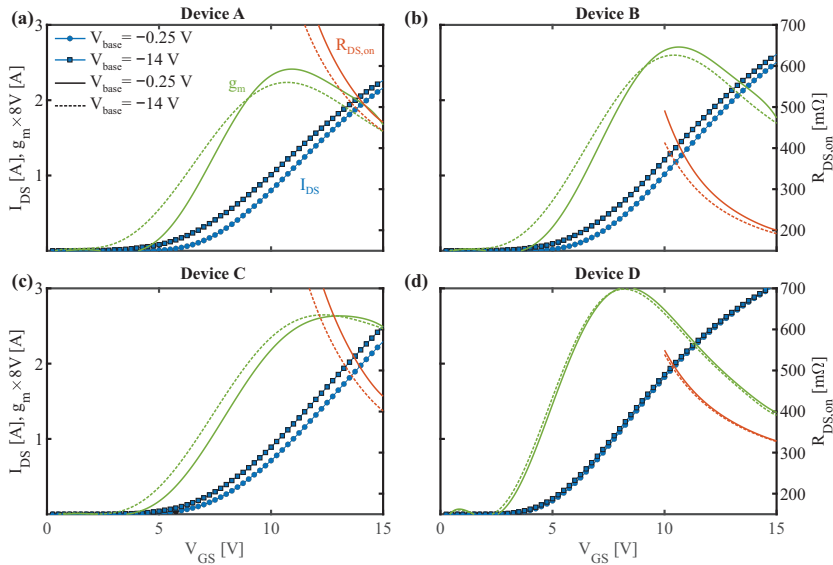 Device A
Device B
(a)
(b)
V_base = −0.25 V
V_base = −14 V
V_base = −0.25 V
V_base = −14 V
R_DS,on
g_m
I_DS
3
2
1
I_DS [A], g_m×8V [A]
700
600
500
400
300
200
R_DS,on [mΩ]
Device C
Device D
(c)
(d)
3
2
1
I_DS [A], g_m×8V [A]
700
600
500
400
300
200
R_DS,on [mΩ]
0 5 10 15
0 5 10 15
V_GS [V]
V_GS [V]